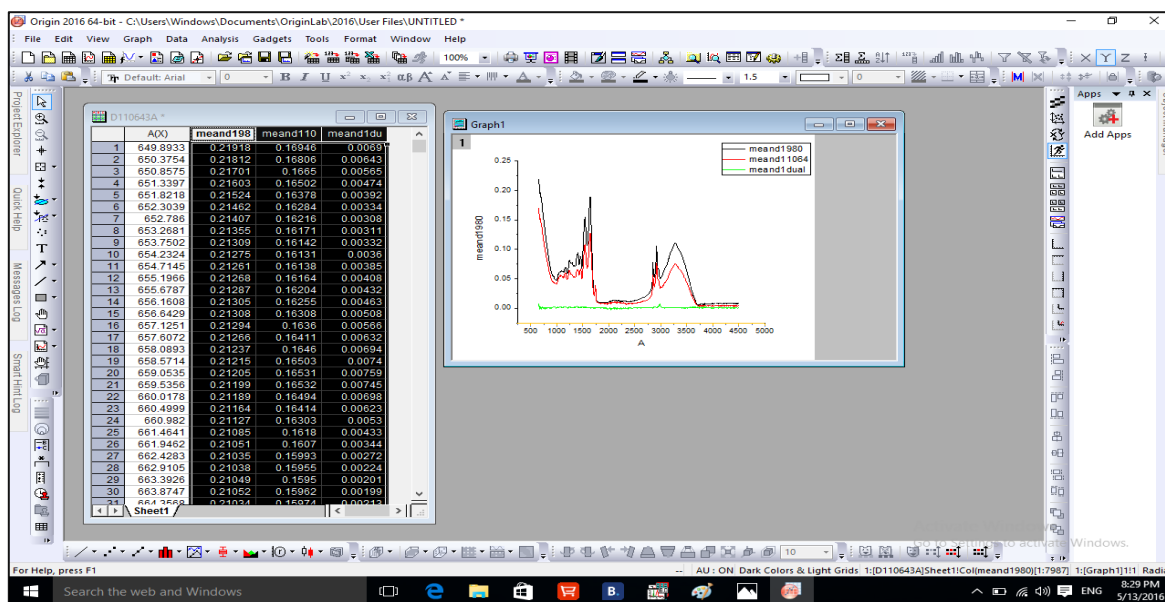 Origin 2016 64-bit - C:\Users\Windows\Documents\OriginLab\2016\User Files\UNTITLED *
File Edit View Graph Data Analysis Gadgets Tools Format Window Help
100%
Default: Arial 0 B I U αβ 1.5 0
Project Explorer
Quick Help
Messages Log
Smart Hint Log
Apps
Add Apps
D110643A *
A(X) meand198 meand110 meand1du
1 649.8933 0.21918 0.16946 0.0069
2 650.3754 0.21812 0.16806 0.00643
3 650.8575 0.21701 0.1665 0.00565
4 651.3397 0.21603 0.16502 0.00474
5 651.8218 0.21524 0.16378 0.00392
6 652.3039 0.21462 0.16284 0.00334
7 652.786 0.21407 0.16216 0.00308
8 653.2681 0.21355 0.16171 0.00311
9 653.7502 0.21309 0.16142 0.00332
10 654.2324 0.21275 0.16131 0.0036
11 654.7145 0.21261 0.16138 0.00385
12 655.1966 0.21268 0.16164 0.00408
13 655.6787 0.21287 0.16204 0.00432
14 656.1608 0.21305 0.16255 0.00463
15 656.6429 0.21308 0.16308 0.00508
16 657.1251 0.21294 0.1636 0.00566
17 657.6072 0.21266 0.16411 0.00632
18 658.0893 0.21237 0.1646 0.00694
19 658.5714 0.21215 0.16503 0.0074
20 659.0535 0.21205 0.16531 0.00759
21 659.5356 0.21199 0.16532 0.00745
22 660.0178 0.21189 0.16494 0.00698
23 660.4999 0.21164 0.16414 0.00623
24 660.982 0.21127 0.16303 0.0053
25 661.4641 0.21085 0.1618 0.00433
26 661.9462 0.21051 0.1607 0.00344
27 662.4283 0.21035 0.15993 0.00272
28 662.9105 0.21038 0.15955 0.00224
29 663.3926 0.21049 0.1595 0.00201
30 663.8747 0.21052 0.15962 0.00199
31 664.3568 0.21034 0.15974 0.00213
Sheet1
Graph1
1
meand1980
meand11064
meand1dual
0.25
0.20
0.15
0.10
0.05
0.00
meand1980
500 1000 1500 2000 2500 3000 3500 4000 4500 5000
A
10
Go to Settings to activate Windows.
For Help, press F1
-- AU : ON Dark Colors & Light Grids 1:[D110643A]Sheet1!Col(meand1980)[1:7987] 1:[Graph1]1!1 Radi
Search the web and Windows
B.
ENG
8:29 PM
5/13/2016